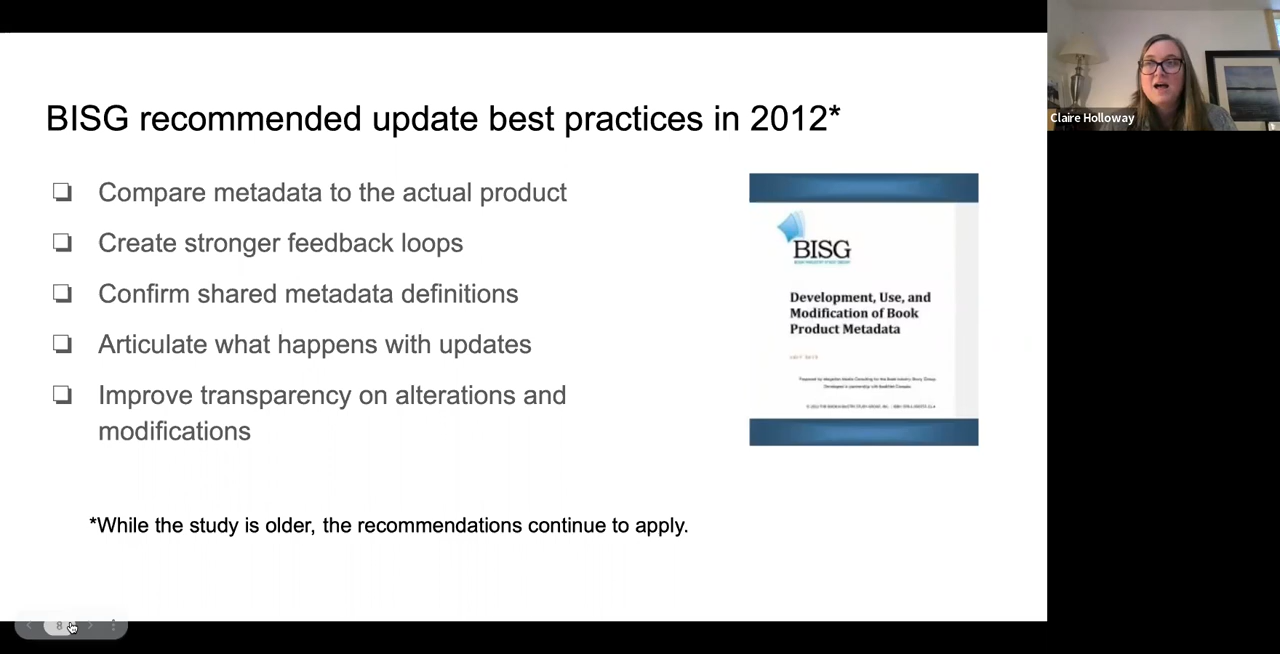 BISG recommended update best practices in 2012*
❏ Compare metadata to the actual product
❏ Create stronger feedback loops
❏ Confirm shared metadata definitions
❏ Articulate what happens with updates
❏ Improve transparency on alterations and
modifications
BISG
Development, Use, and
Modification of Book
Product Metadata
*While the study is older, the recommendations continue to apply.
8
Claire Holloway